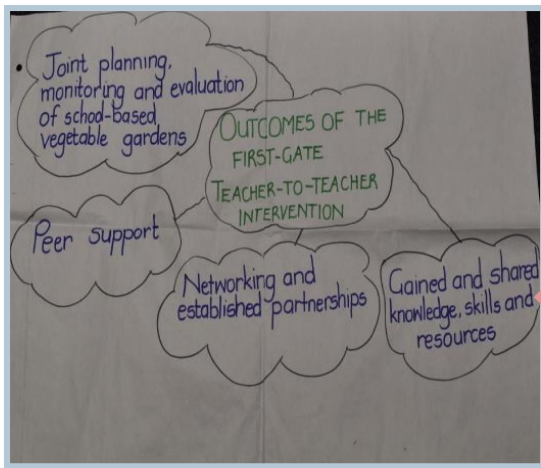 Joint planning,
monitoring and evaluation
of school-based
vegetable gardens
OUTCOMES OF THE
FIRST-GATE
TEACHER-TO-TEACHER
INTERVENTION
Peer support
Networking and
established partnerships
Gained and shared
knowledge, skills and
resources